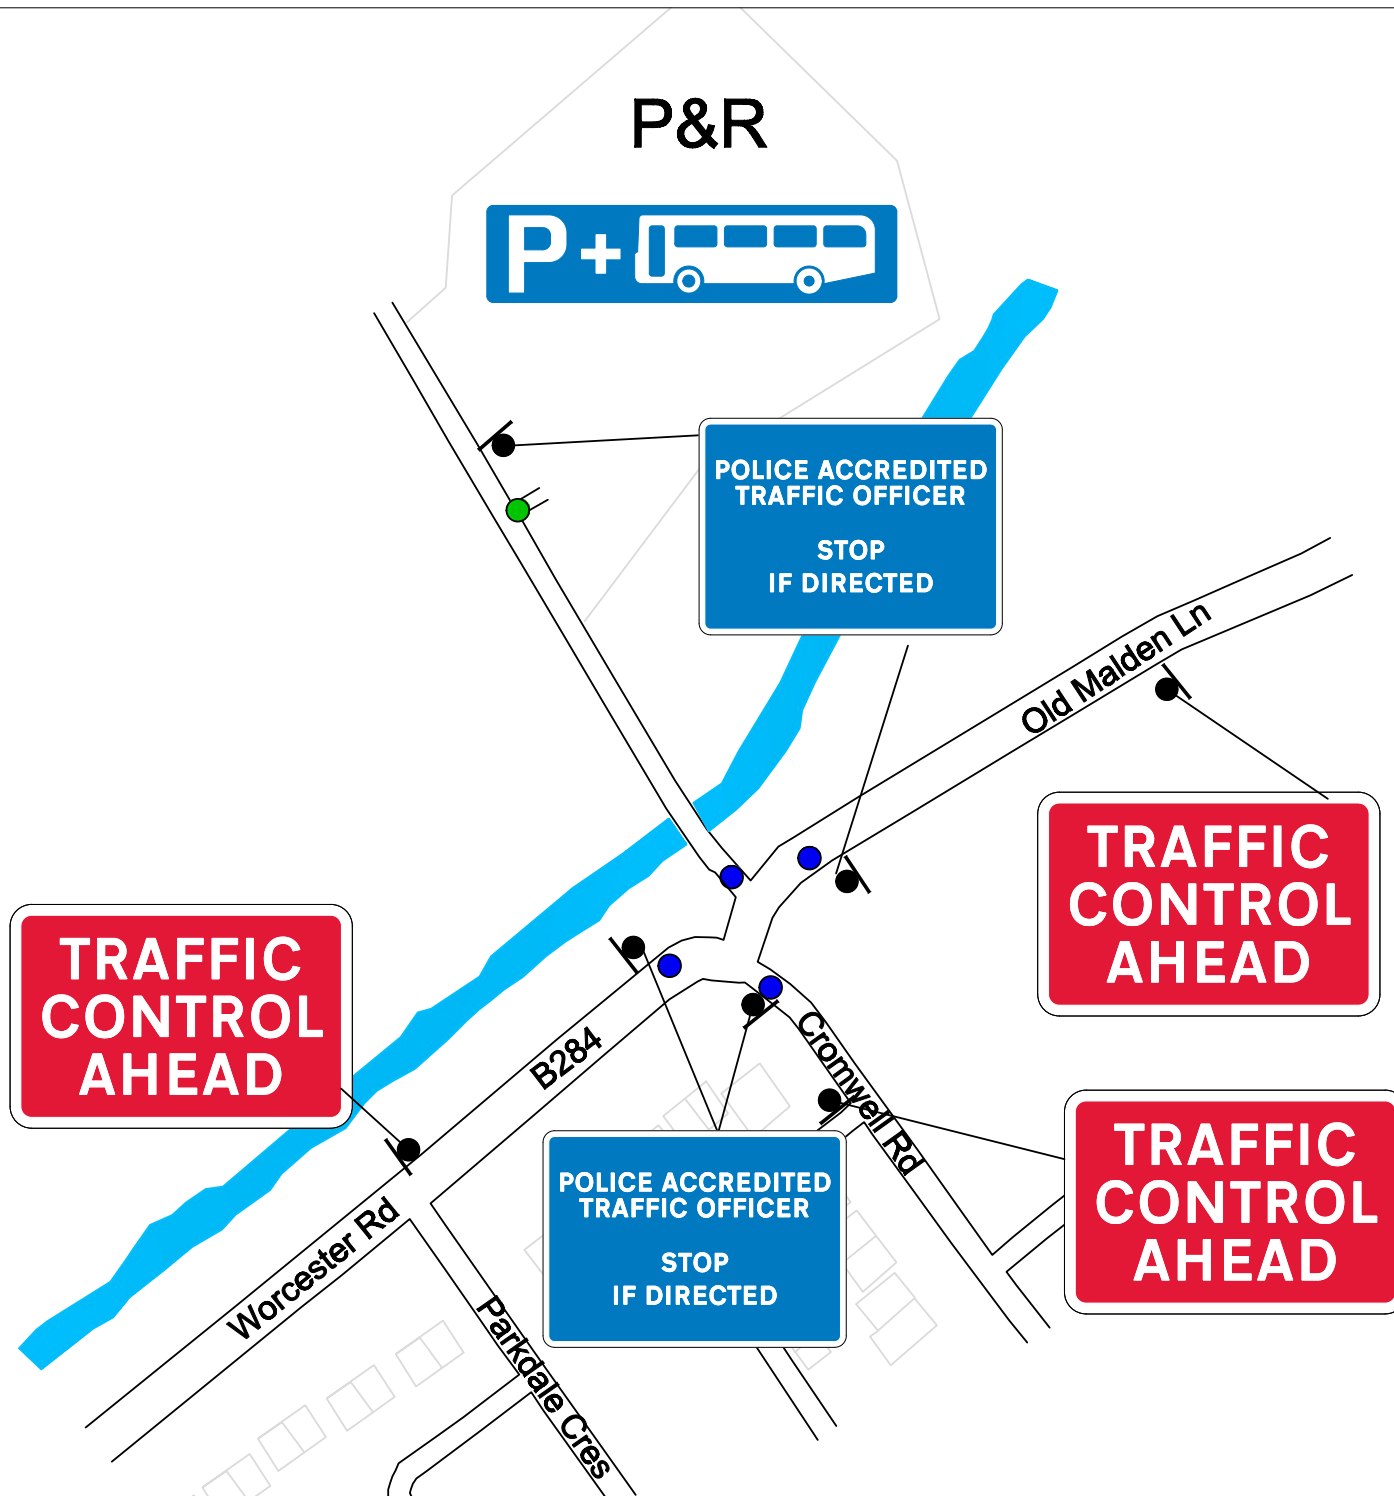 P&R
P+
POLICE ACCREDITED
TRAFFIC OFFICER
STOP
IF DIRECTED
Old Malden Ln
TRAFFIC
CONTROL
AHEAD
TRAFFIC
CONTROL
AHEAD
B284
Cromwell Rd
Worcester Rd
POLICE ACCREDITED
TRAFFIC OFFICER
STOP
IF DIRECTED
TRAFFIC
CONTROL
AHEAD
Parkdale Cres